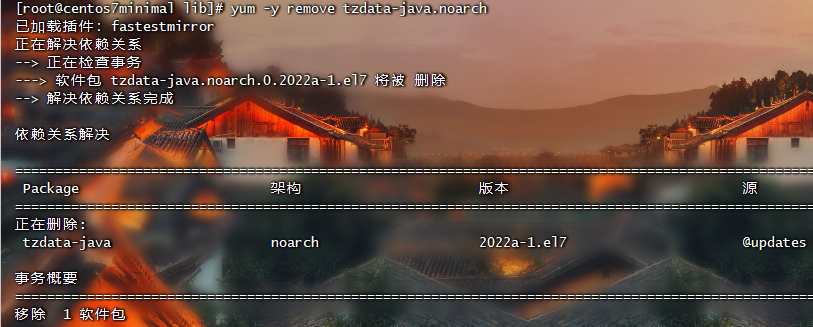 [root@centos7minimal lib]# yum -y remove tzdata-java.noarch
已加载插件: fastestmirror
正在解决依赖关系
--> 正在检查事务
---> 软件包 tzdata-java.noarch.0.2022a-1.el7 将被 删除
--> 解决依赖关系完成
依赖关系解决
================================================================================
Package 架构 版本 源
================================================================================
正在删除:
tzdata-java noarch 2022a-1.el7 @updates
事务概要
================================================================================
移除 1 软件包